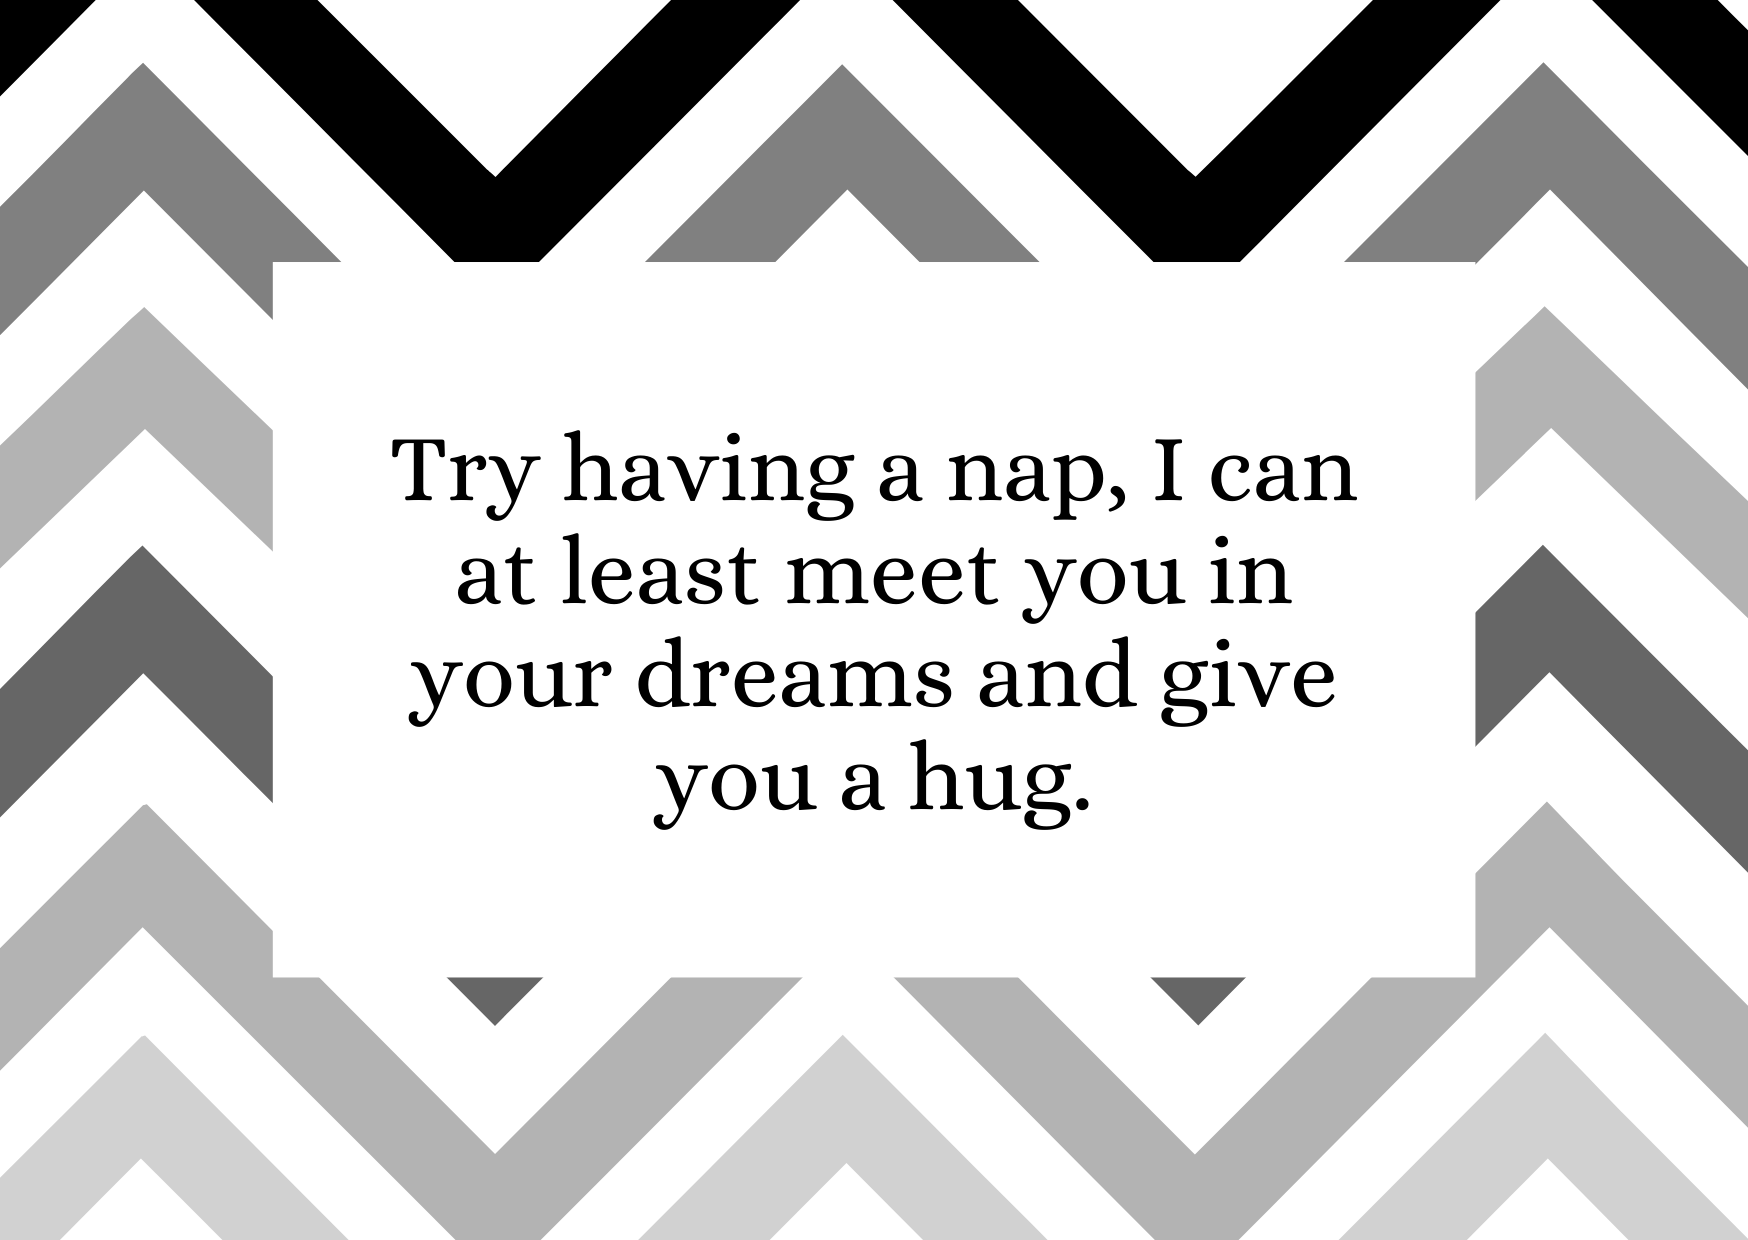 Try having a nap, I can
at least meet you in
your dreams and give
you a hug.